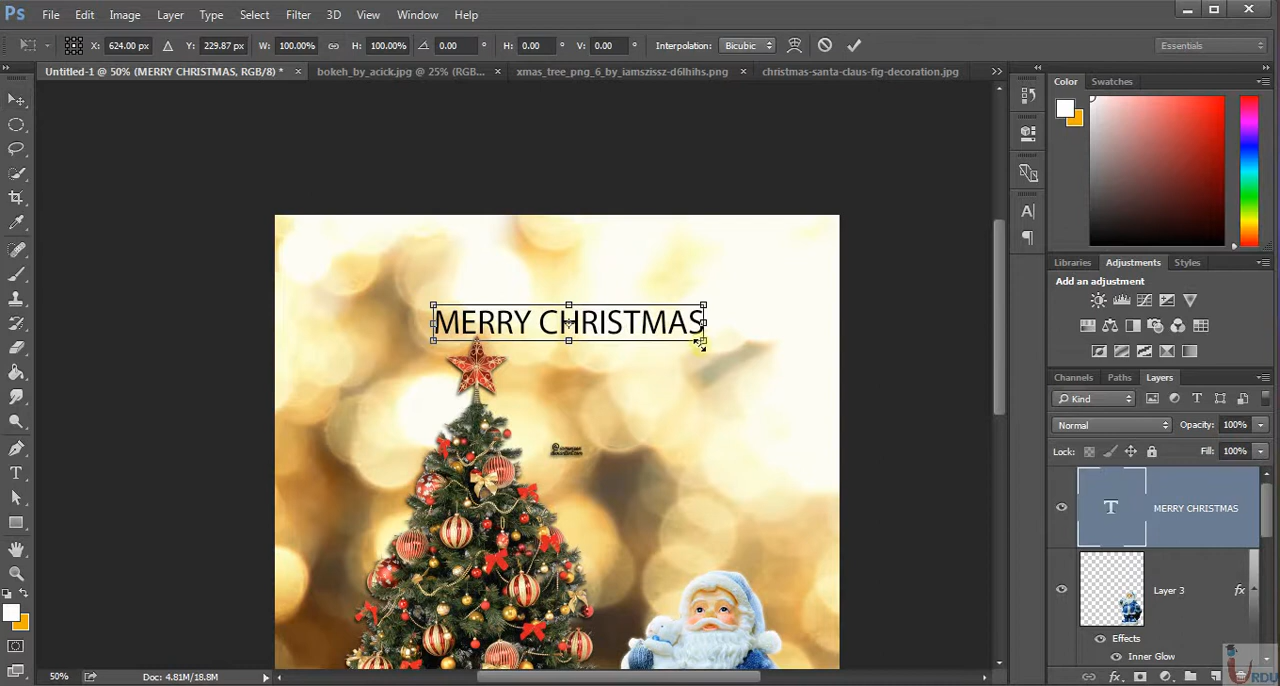 Ps File Edit Image Layer Type Select Filter 3D View Window Help
X: 624.00 px Y: 229.87 px W: 100.00% H: 100.00% 0.00 ° H: 0.00 ° V: 0.00 ° Interpolation: Bicubic Essentials
Untitled-1 @ 50% (MERRY CHRISTMAS, RGB/8) * × bokeh_by_acick.jpg @ 25% (RGB... × xmas_tree_png_6_by_iamszissz-d6lhihs.png × christmas-santa-claus-fig-decoration.jpg
Color Swatches
Libraries Adjustments Styles
Add an adjustment
MERRY CHRISTMAS
Channels Paths Layers
Kind
Normal Opacity: 100%
Lock: Fill: 100%
T MERRY CHRISTMAS
Layer 3 fx
Effects
Inner Glow
50% Doc: 4.81M/18.8M
URDU